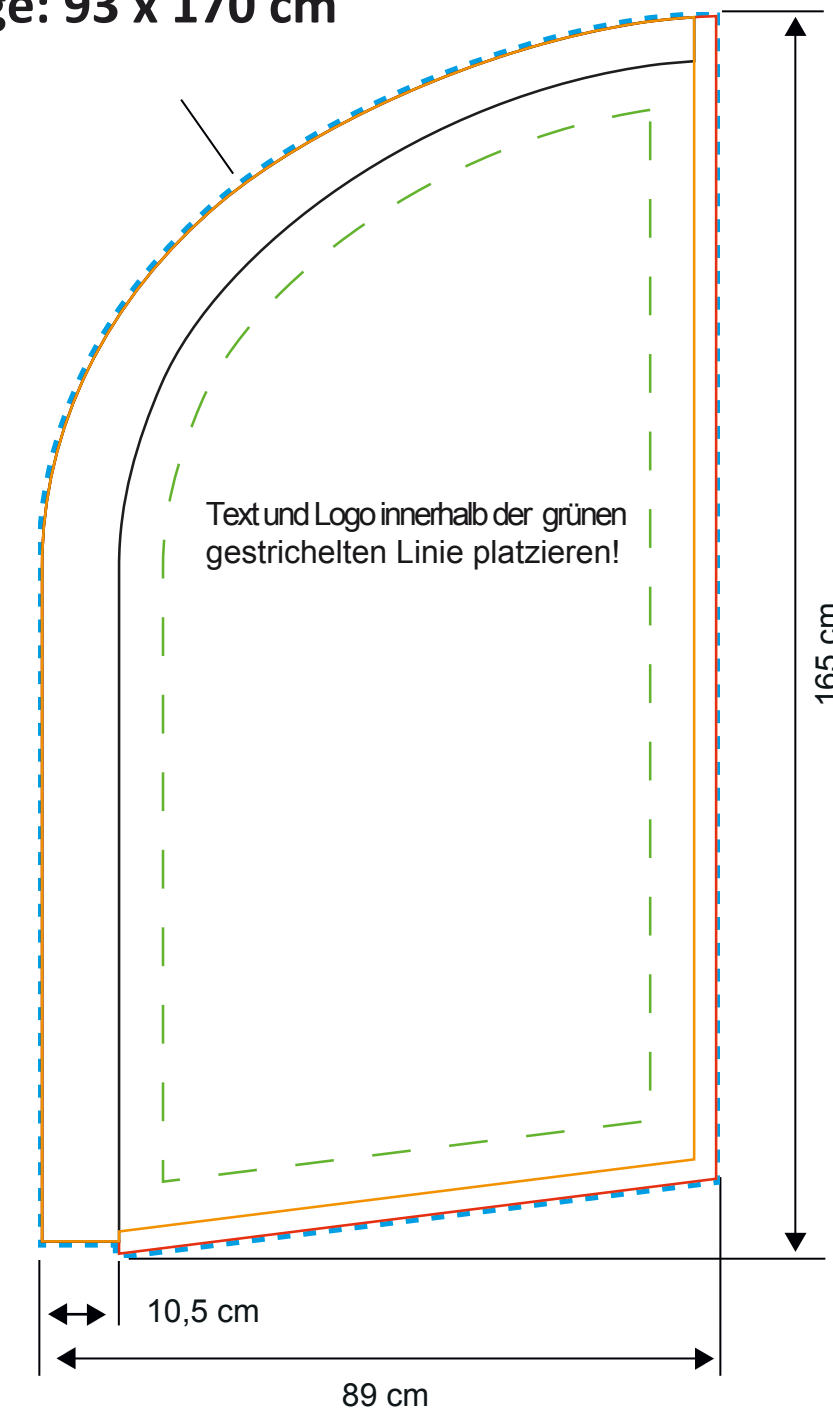 ge: 93 x 170 cm
Text und Logo innerhalb der grünen
gestrichelten Linie platzieren!
165 cm
10,5 cm
89 cm